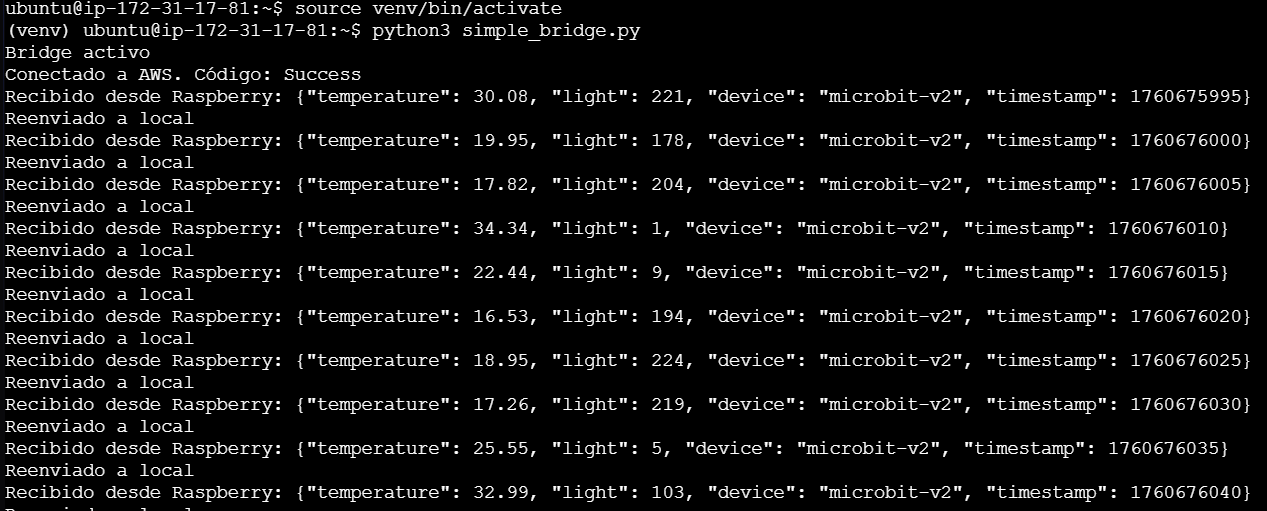 ubuntu@ip-172-31-17-81:~$ source venv/bin/activate
(venv) ubuntu@ip-172-31-17-81:~$ python3 simple_bridge.py
Bridge activo
Conectado a AWS. Código: Success
Recibido desde Raspberry: {"temperature": 30.08, "light": 221, "device": "microbit-v2", "timestamp": 1760675995}
Reenviado a local
Recibido desde Raspberry: {"temperature": 19.95, "light": 178, "device": "microbit-v2", "timestamp": 1760676000}
Reenviado a local
Recibido desde Raspberry: {"temperature": 17.82, "light": 204, "device": "microbit-v2", "timestamp": 1760676005}
Reenviado a local
Recibido desde Raspberry: {"temperature": 34.34, "light": 1, "device": "microbit-v2", "timestamp": 1760676010}
Reenviado a local
Recibido desde Raspberry: {"temperature": 22.44, "light": 9, "device": "microbit-v2", "timestamp": 1760676015}
Reenviado a local
Recibido desde Raspberry: {"temperature": 16.53, "light": 194, "device": "microbit-v2", "timestamp": 1760676020}
Reenviado a local
Recibido desde Raspberry: {"temperature": 18.95, "light": 224, "device": "microbit-v2", "timestamp": 1760676025}
Reenviado a local
Recibido desde Raspberry: {"temperature": 17.26, "light": 219, "device": "microbit-v2", "timestamp": 1760676030}
Reenviado a local
Recibido desde Raspberry: {"temperature": 25.55, "light": 5, "device": "microbit-v2", "timestamp": 1760676035}
Reenviado a local
Recibido desde Raspberry: {"temperature": 32.99, "light": 103, "device": "microbit-v2", "timestamp": 1760676040}